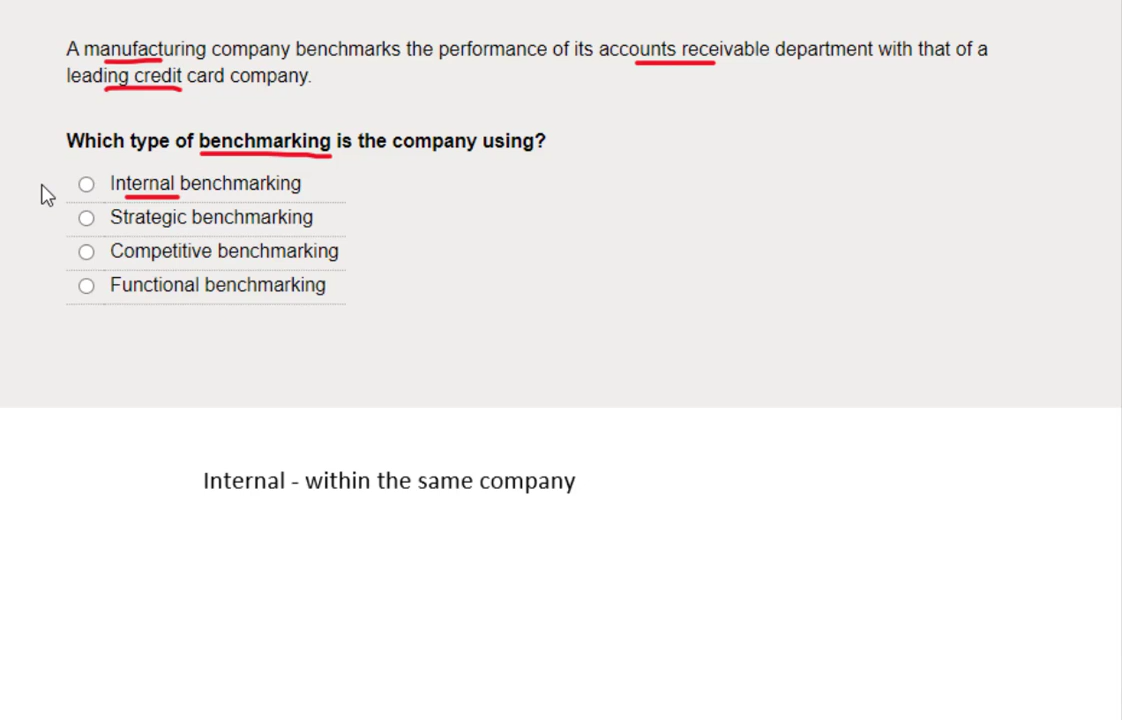 A manufacturing company benchmarks the performance of its accounts receivable department with that of a
leading credit card company.
Which type of benchmarking is the company using?
Internal benchmarking
Strategic benchmarking
Competitive benchmarking
Functional benchmarking
Internal - within the same company